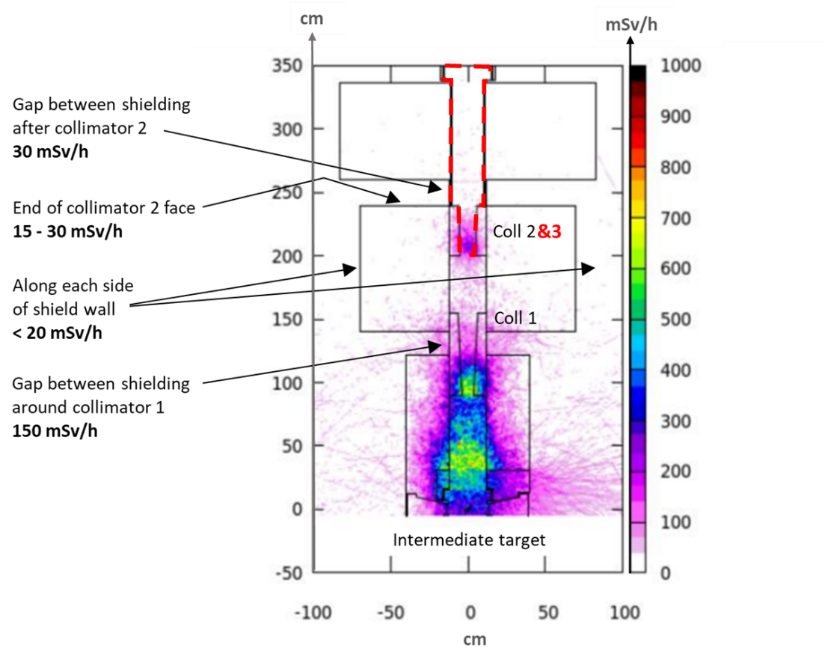 cm
mSv/h
350
300
250
200
150
100
50
0
-50
-100
-50
0
50
100
cm
1000
900
800
700
600
500
400
300
200
100
0
Gap between shielding
after collimator 2
30 mSv/h
End of collimator 2 face
15 - 30 mSv/h
Along each side
of shield wall
< 20 mSv/h
Gap between shielding
around collimator 1
150 mSv/h
Coll 2&3
Coll 1
Intermediate target